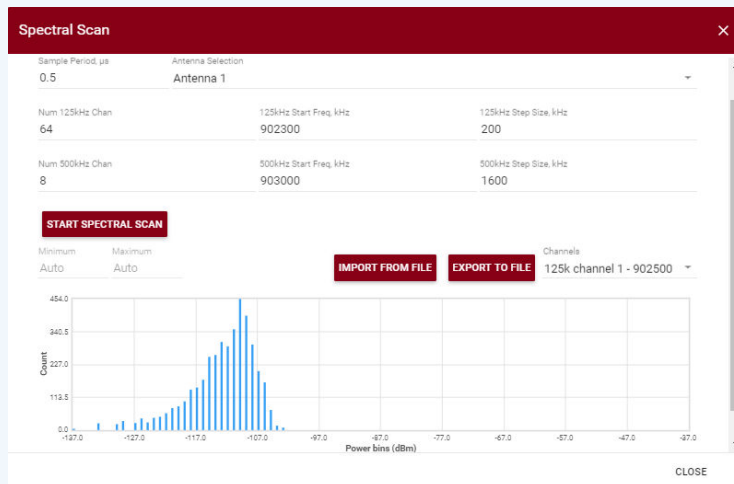 Spectral Scan ×
Sample Period, µs Antenna Selection
0.5 Antenna 1
Num 125kHz Chan 125kHz Start Freq, kHz 125kHz Step Size, kHz
64 902300 200
Num 500kHz Chan 500kHz Start Freq, kHz 500kHz Step Size, kHz
8 903000 1600
START SPECTRAL SCAN
Minimum Maximum Channels
Auto Auto IMPORT FROM FILE EXPORT TO FILE 125k channel 1 - 902500
454.0
340.5
227.0
113.5
0.0
Count
-137.0 -127.0 -117.0 -107.0 -97.0 -87.0 -77.0 -67.0 -57.0 -47.0 -37.0
Power bins (dBm)
CLOSE